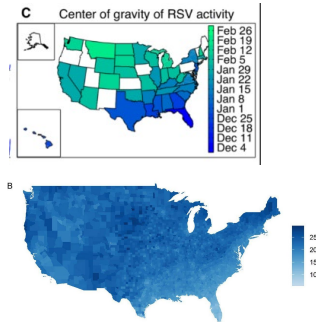 C Center of gravity of RSV activity
Feb 26
Feb 19
Feb 12
Feb 5
Jan 29
Jan 22
Jan 15
Jan 8
Jan 1
Dec 25
Dec 18
Dec 11
Dec 4
B
25
20
15
10